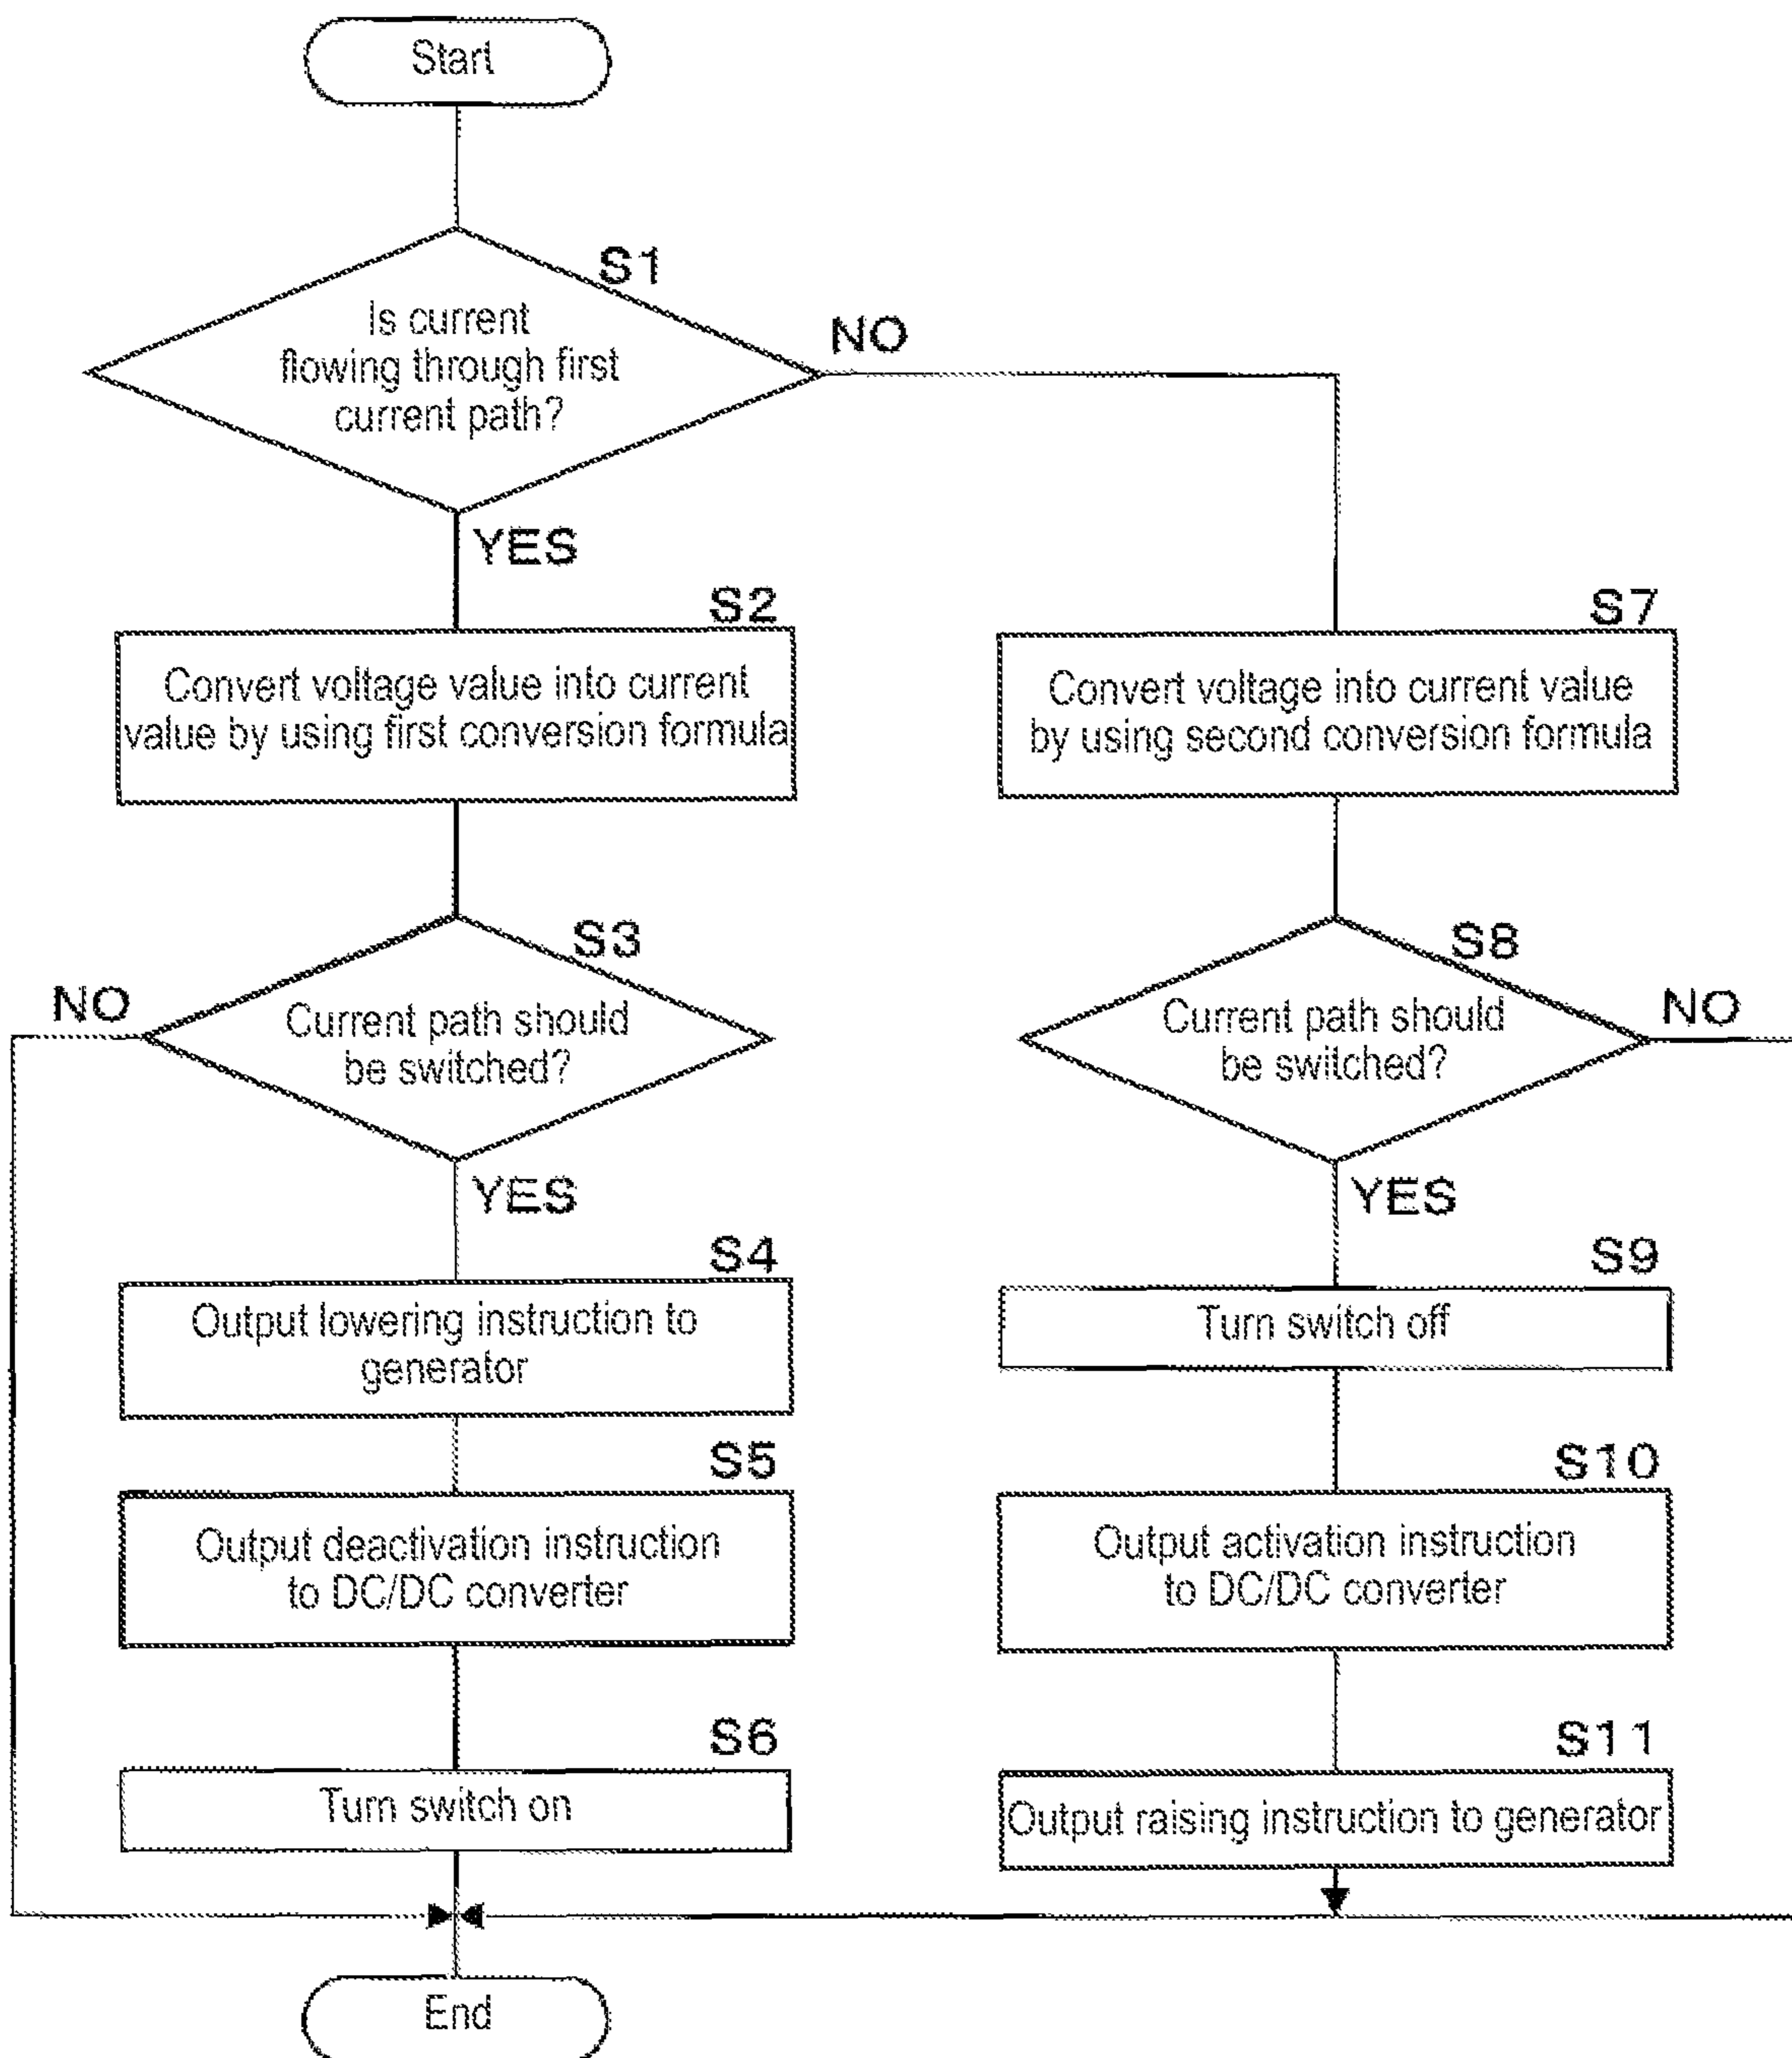 Start
S1
Is current
flowing through first
current path?
NO
YES
S2
Convert voltage value into current
value by using first conversion formula
S7
Convert voltage into current value
by using second conversion formula
S3
NO
Current path should
be switched?
YES
S8
Current path should
be switched?
NO
YES
S4
Output lowering instruction to
generator
S9
Turn switch off
S5
Output deactivation instruction
to DC/DC converter
S10
Output activation instruction
to DC/DC converter
S6
Turn switch on
S11
Output raising instruction to generator
End